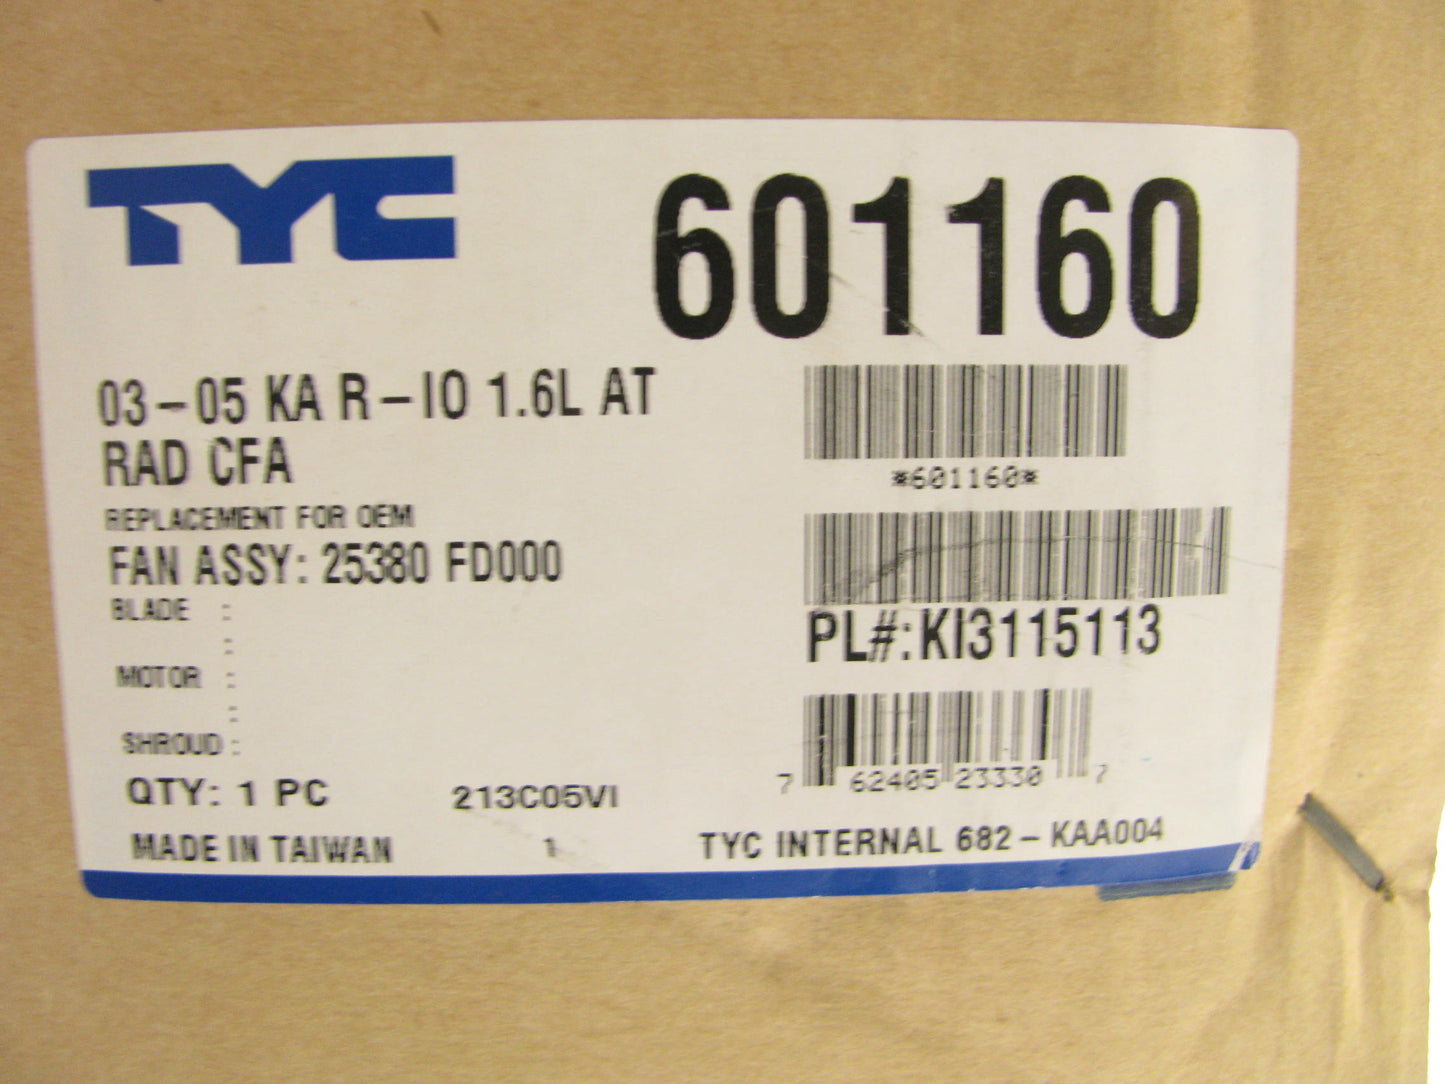 TYC
601160
03-05 KA R-IO 1.6L AT
RAD CFA
*601160*
REPLACEMENT FOR OEM
FAN ASSY: 25380 FD000
BLADE :
:
PL#:KI3115113
MOTOR :
:
SHROUD :
7 62405 23330 7
QTY: 1 PC 213C05VI
MADE IN TAIWAN 1 TYC INTERNAL 682-KAA004